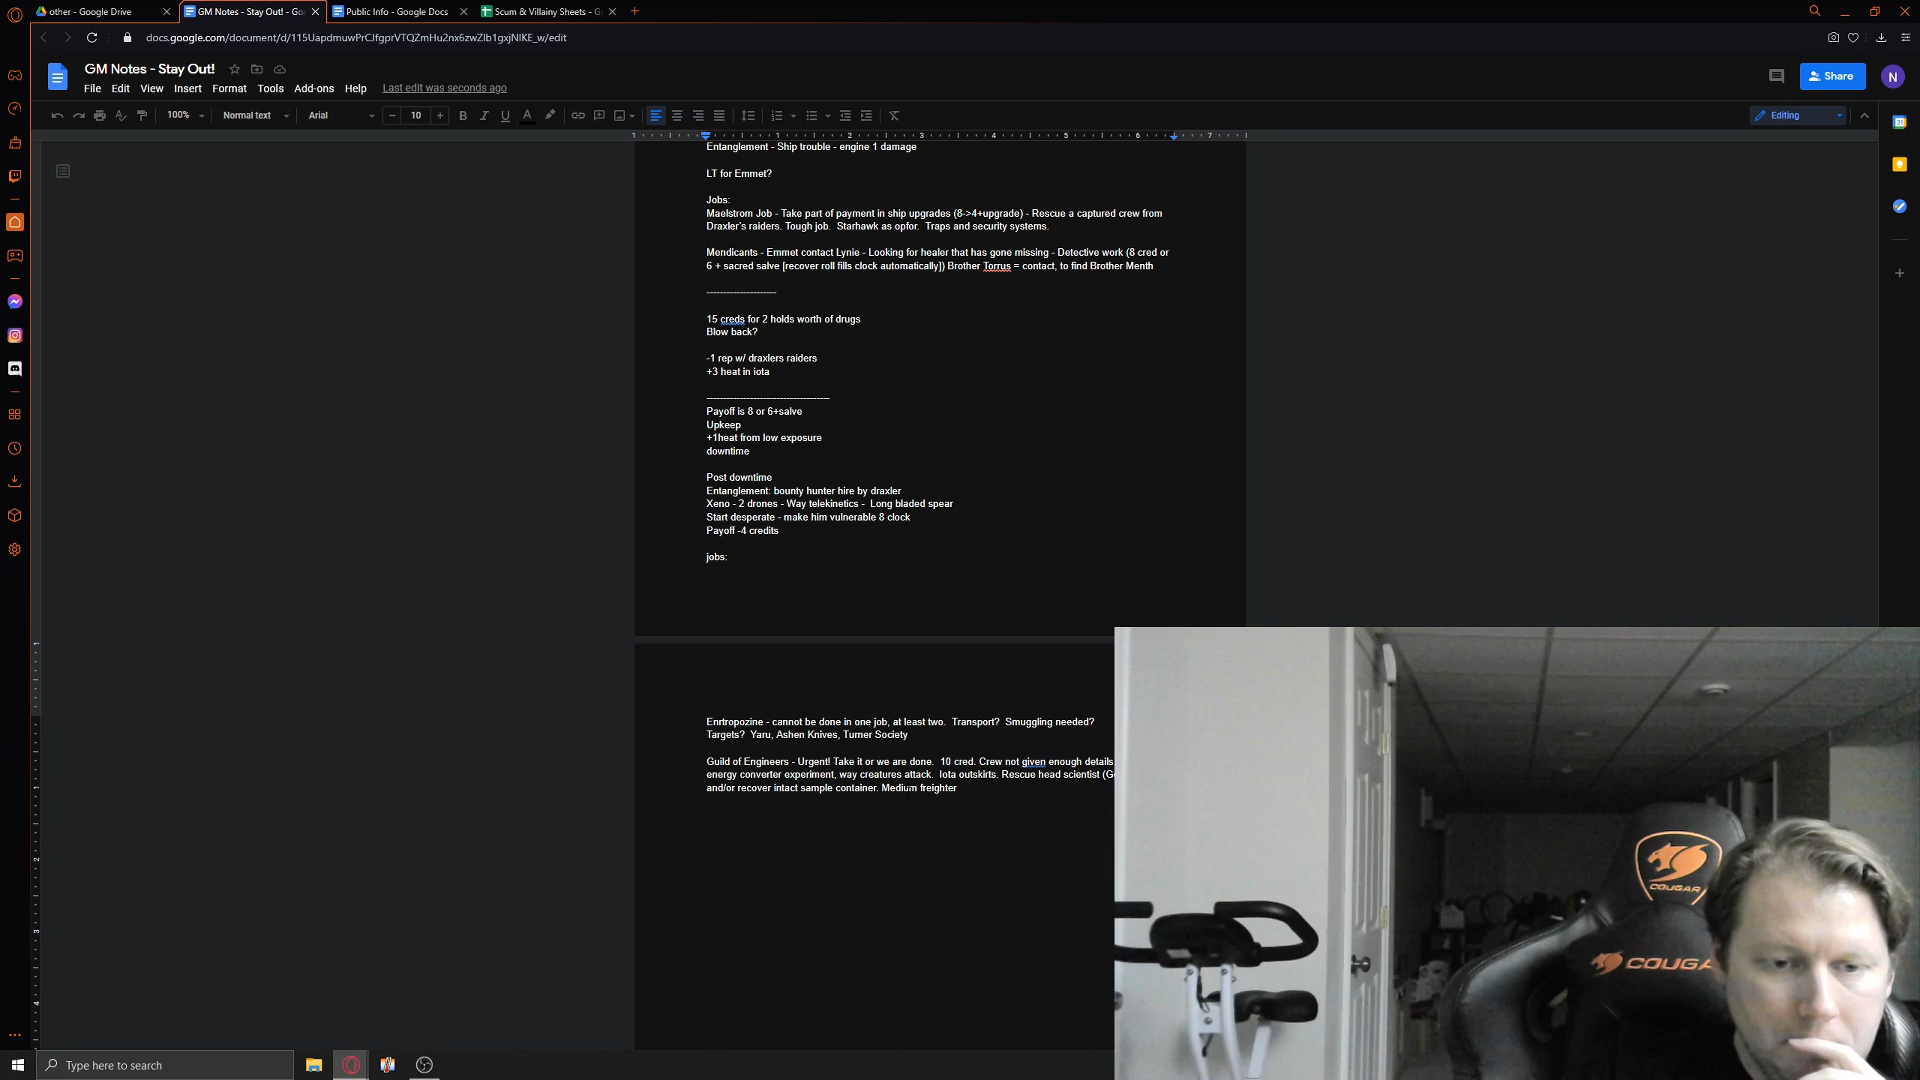 other - Google Drive
GM Notes - Stay Out! - Go
Public Info - Google Docs
Scum & Villainy Sheets - G
docs.google.com/document/d/115UapdmuwPrCJfgprVTQZmHu2nx6zwZIb1gxjNIKE_w/edit
GM Notes - Stay Out!
File Edit View Insert Format Tools Add-ons Help Last edit was seconds ago
Share
N
100% Normal text Arial 10 B I U A Editing
1 1 2 3 4 5 6 7
Entanglement - Ship trouble - engine 1 damage
LT for Emmet?
Jobs:
Maelstrom Job - Take part of payment in ship upgrades (8->4+upgrade) - Rescue a captured crew from
Draxler's raiders. Tough job.  Starhawk as opfor.  Traps and security systems.
Mendicants - Emmet contact Lynie - Looking for healer that has gone missing - Detective work (8 cred or
6 + sacred salve [recover roll fills clock automatically]) Brother Torrus = contact, to find Brother Menth
---------------------
15 creds for 2 holds worth of drugs
Blow back?
-1 rep w/ draxlers raiders
+3 heat in iota
-------------------------------------
Payoff is 8 or 6+salve
Upkeep
+1heat from low exposure
downtime
Post downtime
Entanglement: bounty hunter hire by draxler
Xeno - 2 drones - Way telekinetics -  Long bladed spear
Start desperate - make him vulnerable 8 clock
Payoff -4 credits
jobs:
Enrtropozine - cannot be done in one job, at least two.  Transport?  Smuggling needed?
Targets?  Yaru, Ashen Knives, Turner Society
Guild of Engineers - Urgent! Take it or we are done.  10 cred. Crew not given enough details
energy converter experiment, way creatures attack.  Iota outskirts. Rescue head scientist (G
and/or recover intact sample container. Medium freighter
COUGAR
COUGA
Type here to search